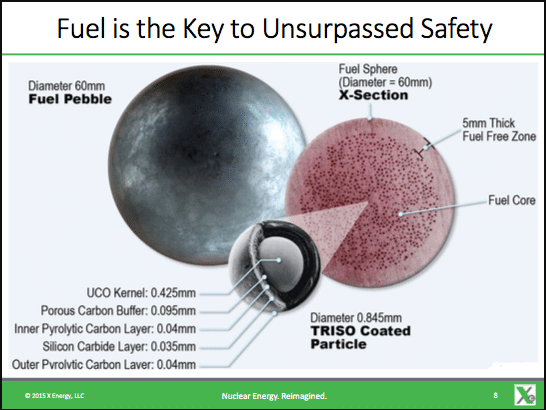 Fuel is the Key to Unsurpassed Safety
Diameter 60mm
Fuel Pebble
Fuel Sphere
(Diameter = 60mm)
X-Section
5mm Thick
Fuel Free Zone
Fuel Core
UCO Kernel: 0.425mm
Porous Carbon Buffer: 0.095mm
Inner Pyrolytic Carbon Layer: 0.04mm
Silicon Carbide Layer: 0.035mm
Outer Pyrolytic Carbon Layer: 0.04mm
Diameter 0.845mm
TRISO Coated
Particle
© 2015 X Energy, LLC
Nuclear Energy. Reimagined.
8
X